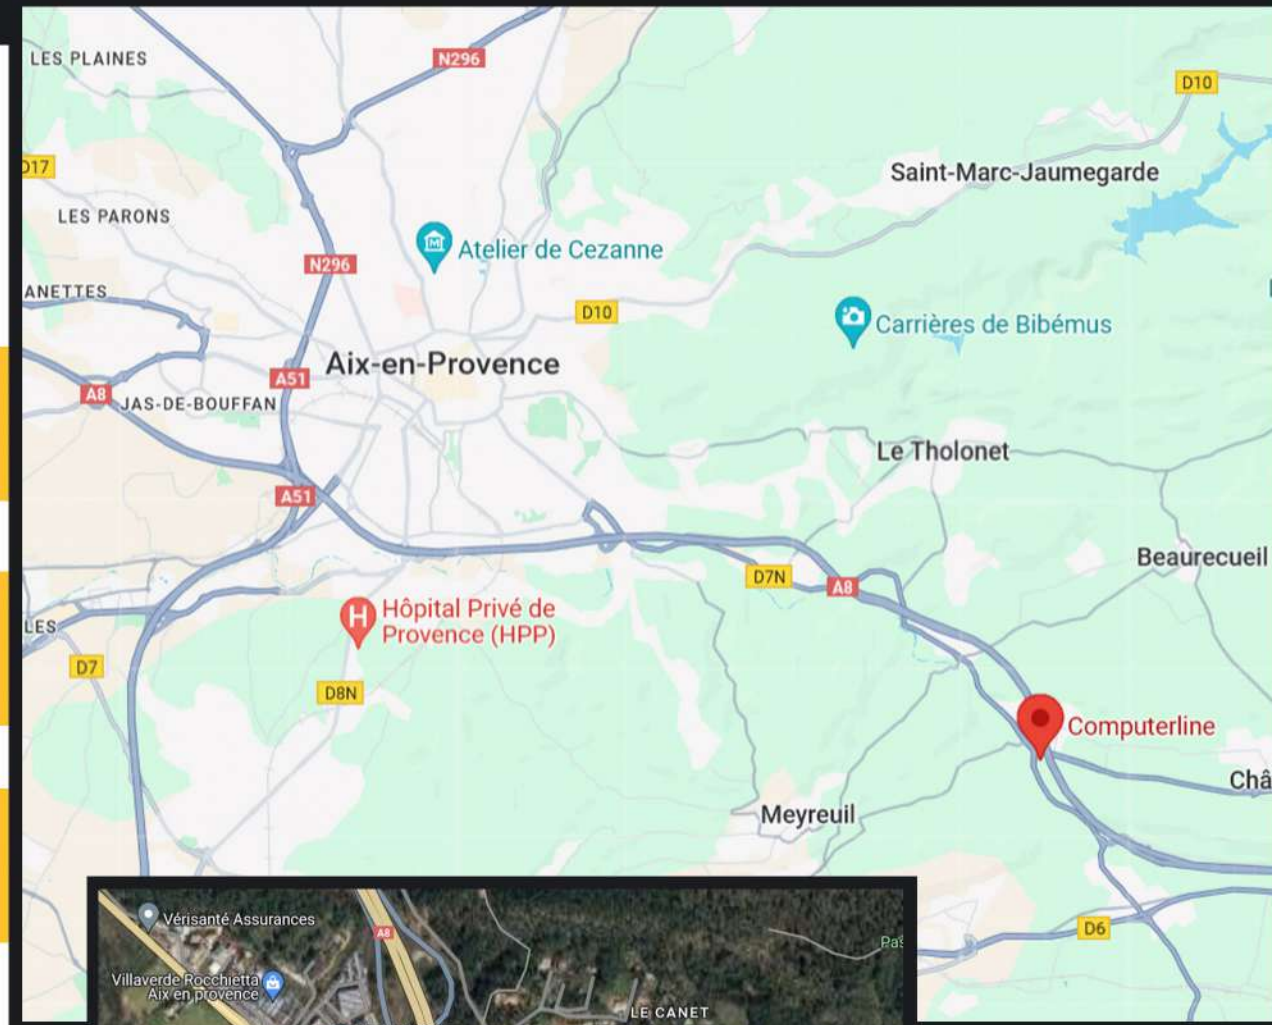 LES PLAINES
N296
D10
D17
Saint-Marc-Jaumegarde
LES PARONS
Atelier de Cezanne
N296
ANETTES
D10
Carrières de Bibémus
Aix-en-Provence
A51
A8
JAS-DE-BOUFFAN
Le Tholonet
A51
Beaurecueil
D7N
A8
Hôpital Privé de
Provence (HPP)
LES
D7
D8N
Computerline
Châ
Meyreuil
Vérisanté Assurances
A8
D6
Pas
Villaverde Rocchietta
Aix en provence
LE CANET